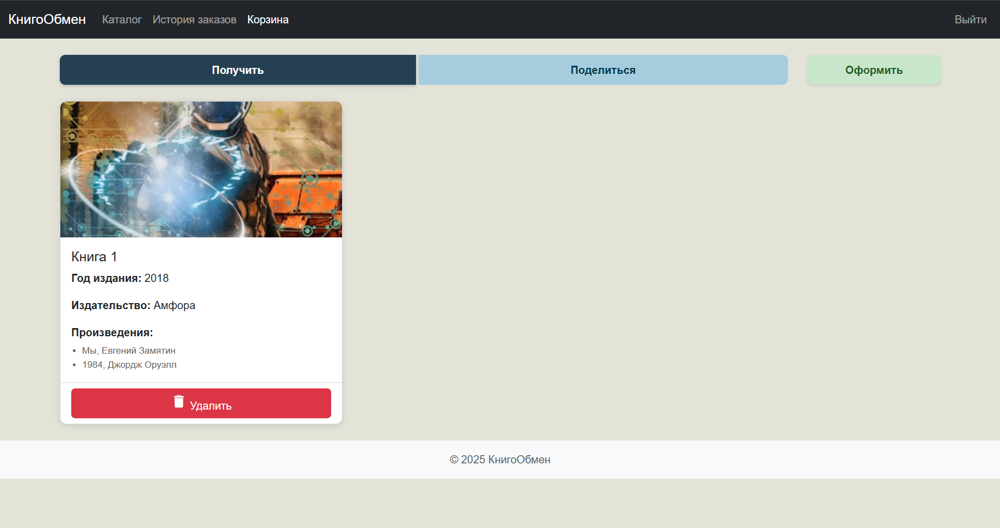 КнигоОбмен Каталог История заказов Корзина Выйти
Получить Поделиться Оформить
Книга 1
Год издания: 2018
Издательство: Амфора
Произведения:
• Мы, Евгений Замятин
• 1984, Джордж Оруэлл
Удалить
© 2025 КнигоОбмен